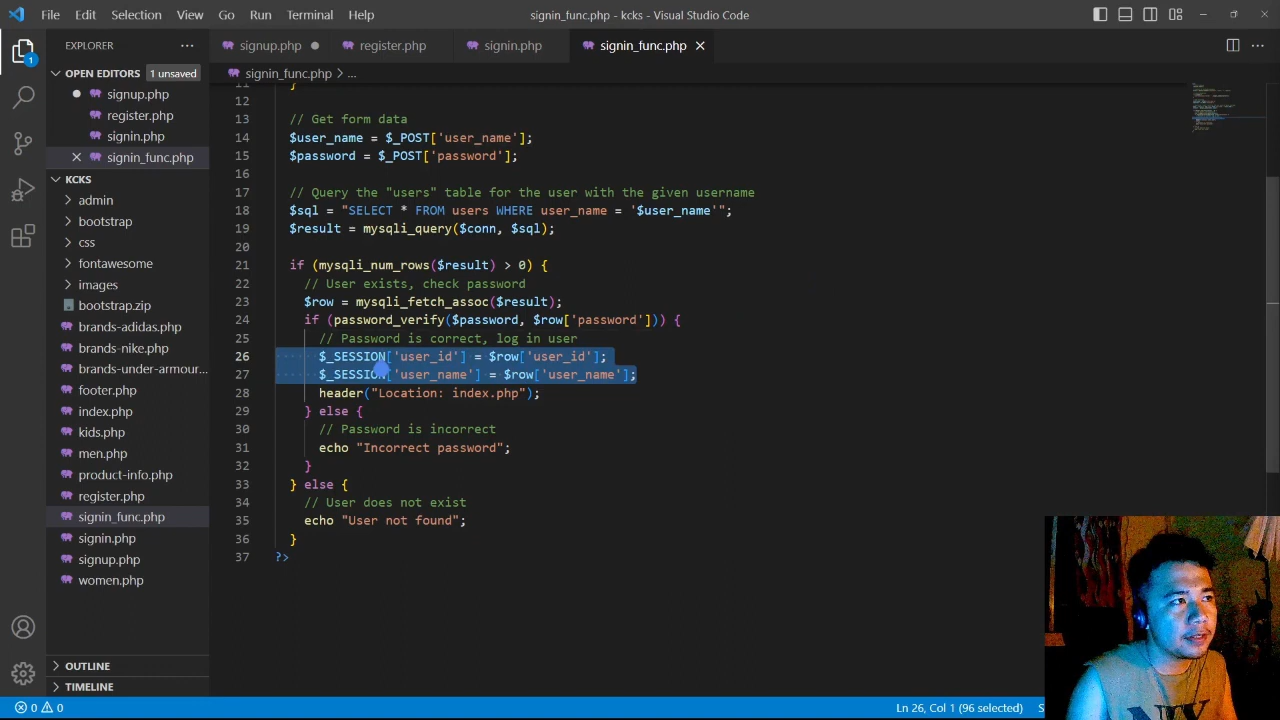 File Edit Selection View Go Run Terminal Help
signin_func.php - kcks - Visual Studio Code
EXPLORER
signup.php
register.php
signin.php
signin_func.php
OPEN EDITORS 1 unsaved
signin_func.php > ...
signup.php
register.php
signin.php
signin_func.php
KCKS
admin
bootstrap
css
fontawesome
images
bootstrap.zip
brands-adidas.php
brands-nike.php
brands-under-armour...
footer.php
index.php
kids.php
men.php
product-info.php
register.php
signin_func.php
signin.php
signup.php
women.php
OUTLINE
TIMELINE
1
11 }
12
13 // Get form data
14 $user_name = $_POST['user_name'];
15 $password = $_POST['password'];
16
17 // Query the "users" table for the user with the given username
18 $sql = "SELECT * FROM users WHERE user_name = '$user_name'";
19 $result = mysqli_query($conn, $sql);
20
21 if (mysqli_num_rows($result) > 0) {
22 // User exists, check password
23 $row = mysqli_fetch_assoc($result);
24 if (password_verify($password, $row['password'])) {
25 // Password is correct, log in user
26 $_SESSION['user_id'] = $row['user_id'];
27 $_SESSION['user_name'] = $row['user_name'];
28 header("Location: index.php");
29 } else {
30 // Password is incorrect
31 echo "Incorrect password";
32 }
33 } else {
34 // User does not exist
35 echo "User not found";
36 }
37 ?>
0 0
Ln 26, Col 1 (96 selected)